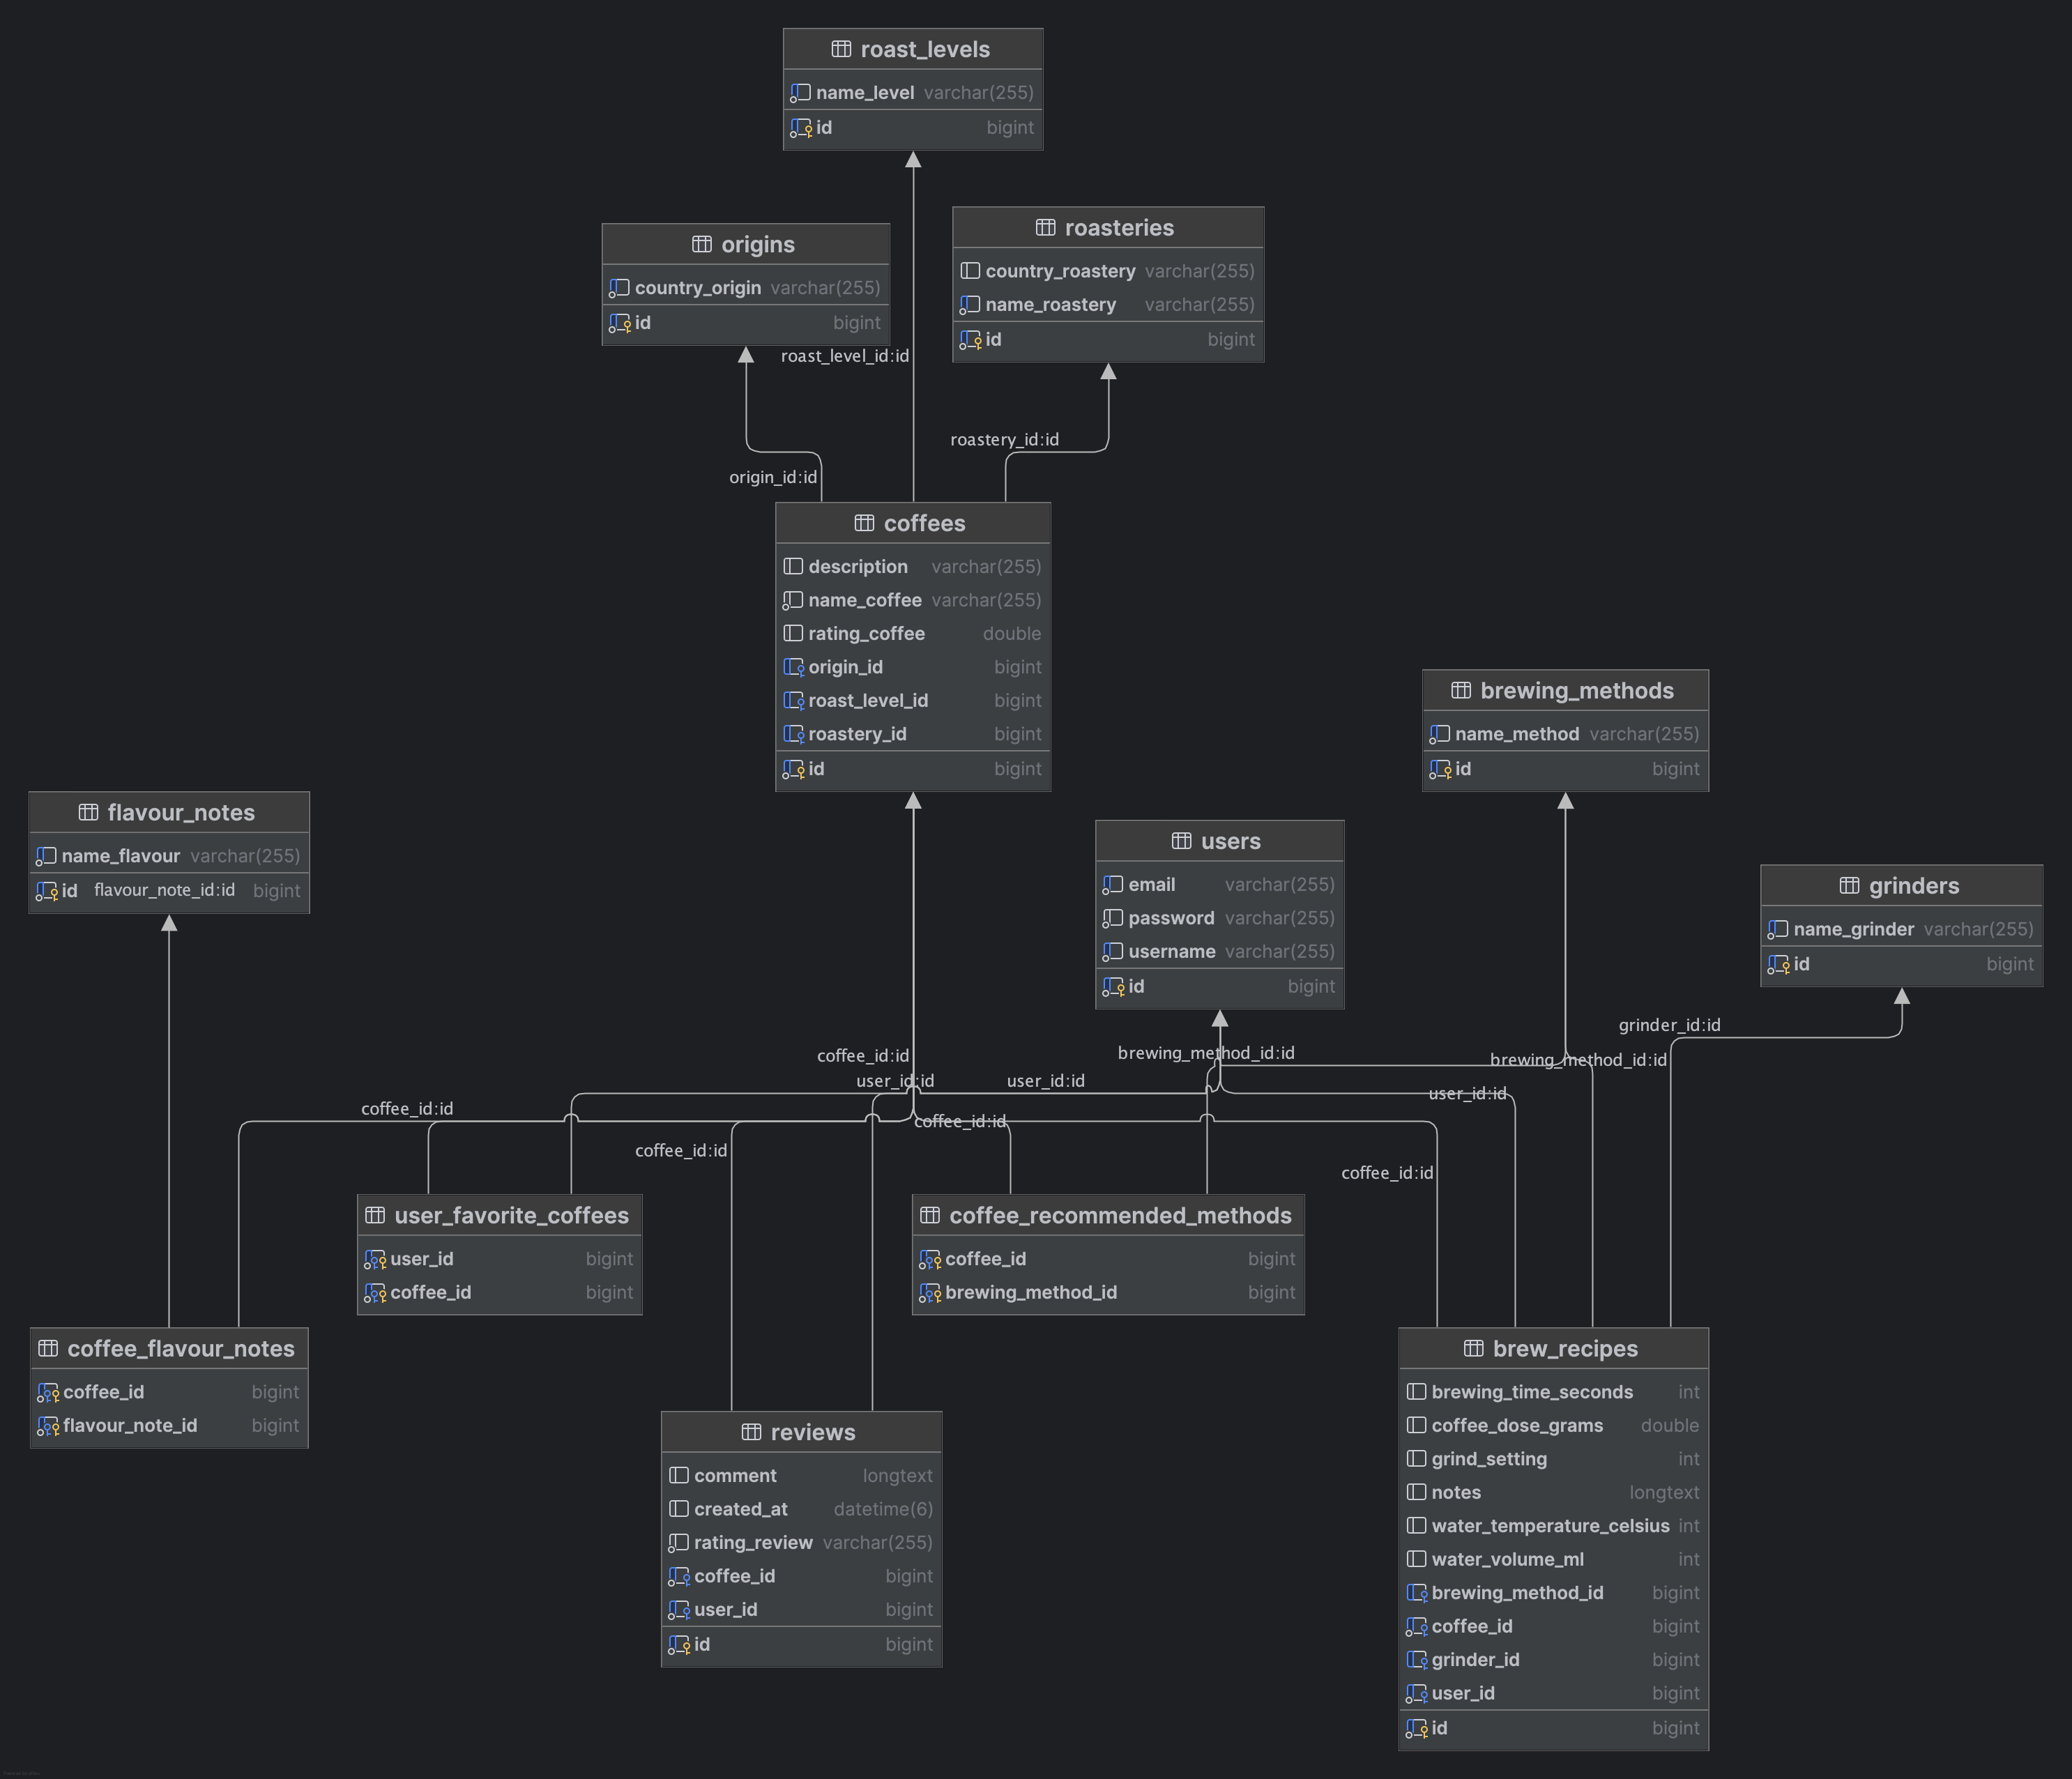 roast_levels
name_level varchar(255)
id bigint
origins
country_origin varchar(255)
id bigint
roasteries
country_roastery varchar(255)
name_roastery varchar(255)
id bigint
roast_level_id:id
roastery_id:id
origin_id:id
coffees
description varchar(255)
name_coffee varchar(255)
rating_coffee double
origin_id bigint
roast_level_id bigint
roastery_id bigint
id bigint
brewing_methods
name_method varchar(255)
id bigint
flavour_notes
name_flavour varchar(255)
id flavour_note_id:id bigint
users
email varchar(255)
password varchar(255)
username varchar(255)
id bigint
grinders
name_grinder varchar(255)
id bigint
grinder_id:id
coffee_id:id
brewing_method_id:id
brewing_method_id:id
user_id:id
user_id:id
user_id:id
coffee_id:id
coffee_id:id
coffee_id:id
coffee_id:id
user_favorite_coffees
user_id bigint
coffee_id bigint
coffee_recommended_methods
coffee_id bigint
brewing_method_id bigint
coffee_flavour_notes
coffee_id bigint
flavour_note_id bigint
reviews
comment longtext
created_at datetime(6)
rating_review varchar(255)
coffee_id bigint
user_id bigint
id bigint
brew_recipes
brewing_time_seconds int
coffee_dose_grams double
grind_setting int
notes longtext
water_temperature_celsius int
water_volume_ml int
brewing_method_id bigint
coffee_id bigint
grinder_id bigint
user_id bigint
id bigint